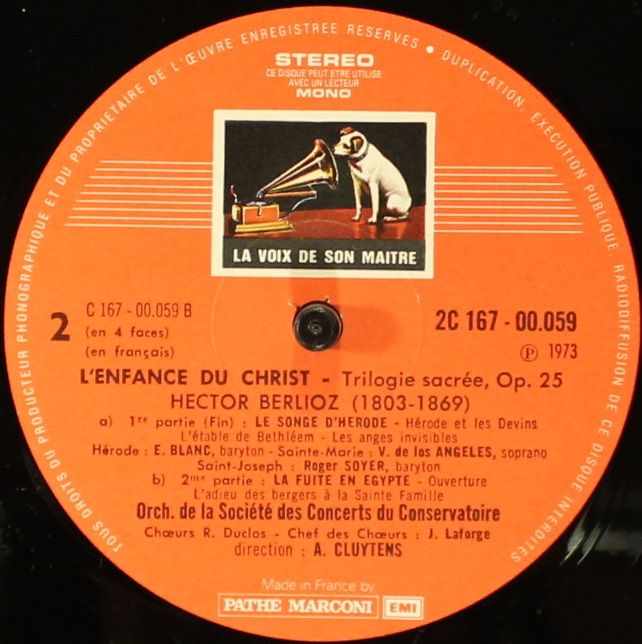 TOUS DROITS DU PRODUCTEUR PHONOGRAPHIQUE ET DU PROPRIETAIRE DE L'ŒUVRE ENREGISTREE RESERVES • DUPLICATION, EXECUTION PUBLIQUE, RADIODIFFUSION DE CE DISQUE INTERDITES
STEREO
CE DISQUE PEUT ETRE UTILISE
AVEC UN LECTEUR
MONO
LA VOIX DE SON MAITRE
2
C 167 - 00.059 B
(en 4 faces)
(en français)
2C 167 - 00.059
Ⓟ 1973
L'ENFANCE DU CHRIST - Trilogie sacrée, Op. 25
HECTOR BERLIOZ (1803-1869)
a) 1re partie (Fin) : LE SONGE D'HERODE - Hérode et les Devins
L'étable de Bethléem - Les anges invisibles
Hérode : E. BLANC, baryton - Sainte-Marie : V. de los ANGELES, soprano
Saint-Joseph : Roger SOYER, baryton
b) 2me partie : LA FUITE EN EGYPTE - Ouverture
L'adieu des bergers à la Sainte Famille
Orch. de la Société des Concerts du Conservatoire
Chœurs R. Duclos - Chef des Chœurs : J. Laforge
direction : A. CLUYTENS
Made in France by
PATHE MARCONI EMI